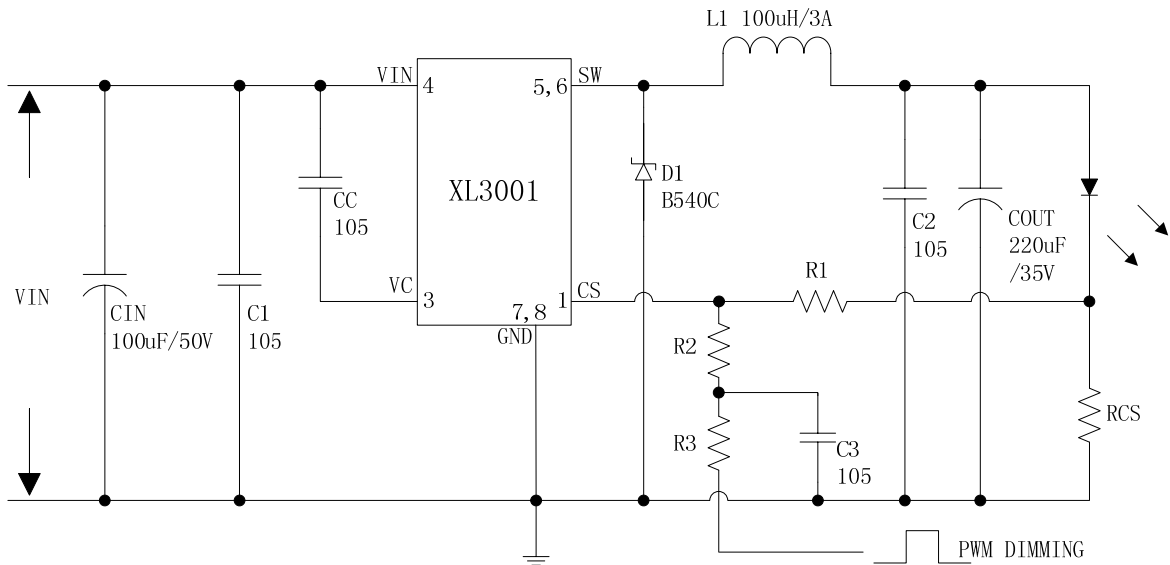 L1 100uH/3A
VIN
4
5,6
SW
XL3001
CC
105
D1
B540C
C2
105
COUT
220uF
/35V
VIN
CIN
100uF/50V
C1
105
VC
3
1
CS
7,8
GND
R1
R2
R3
C3
105
RCS
PWM DIMMING